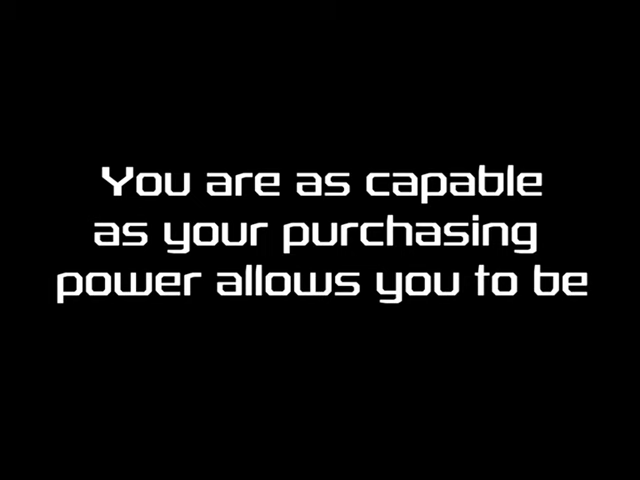 You are as capable
as your purchasing
power allows you to be